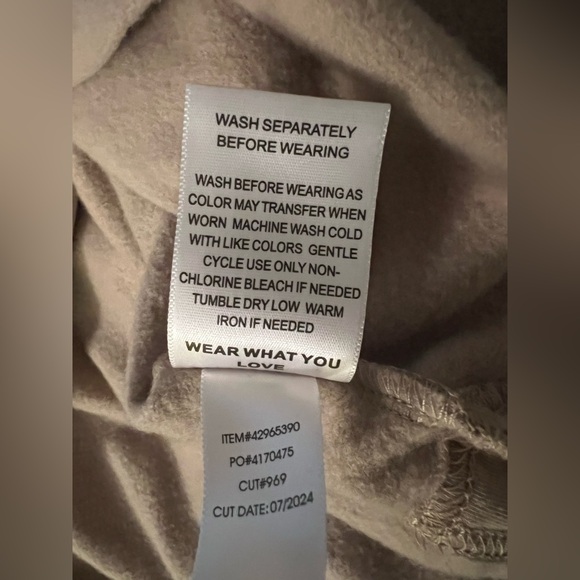 WASH SEPARATELY
BEFORE WEARING
WASH BEFORE WEARING AS
COLOR MAY TRANSFER WHEN
WORN MACHINE WASH COLD
WITH LIKE COLORS GENTLE
CYCLE USE ONLY NON-
CHLORINE BLEACH IF NEEDED
TUMBLE DRY LOW WARM
IRON IF NEEDED
WEAR WHAT YOU
LOVE
ITEM#42965390
PO#4170475
CUT#969
CUT DATE:07/2024